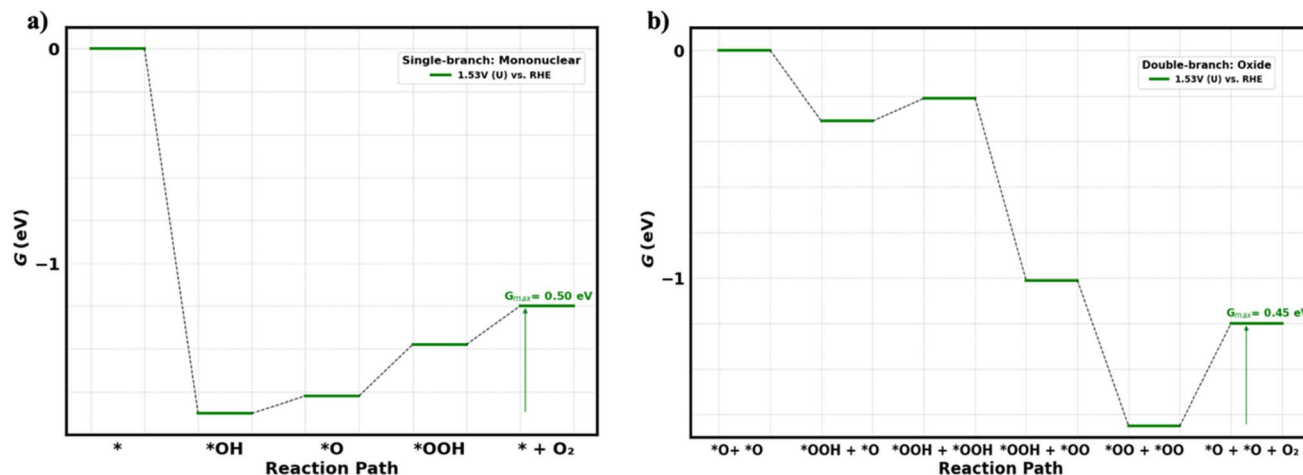 a)
0
Single-branch: Mononuclear
1.53V (U) vs. RHE
G (eV)
−1
Gmax= 0.50 eV
* *OH *O *OOH * + O₂
Reaction Path
b)
0
Double-branch: Oxide
1.53V (U) vs. RHE
G (eV)
−1
Gmax= 0.45 eV
*O+ *O *OOH + *O *OOH + *OOH *OOH + *OO *OO + *OO *O + *O + O₂
Reaction Path